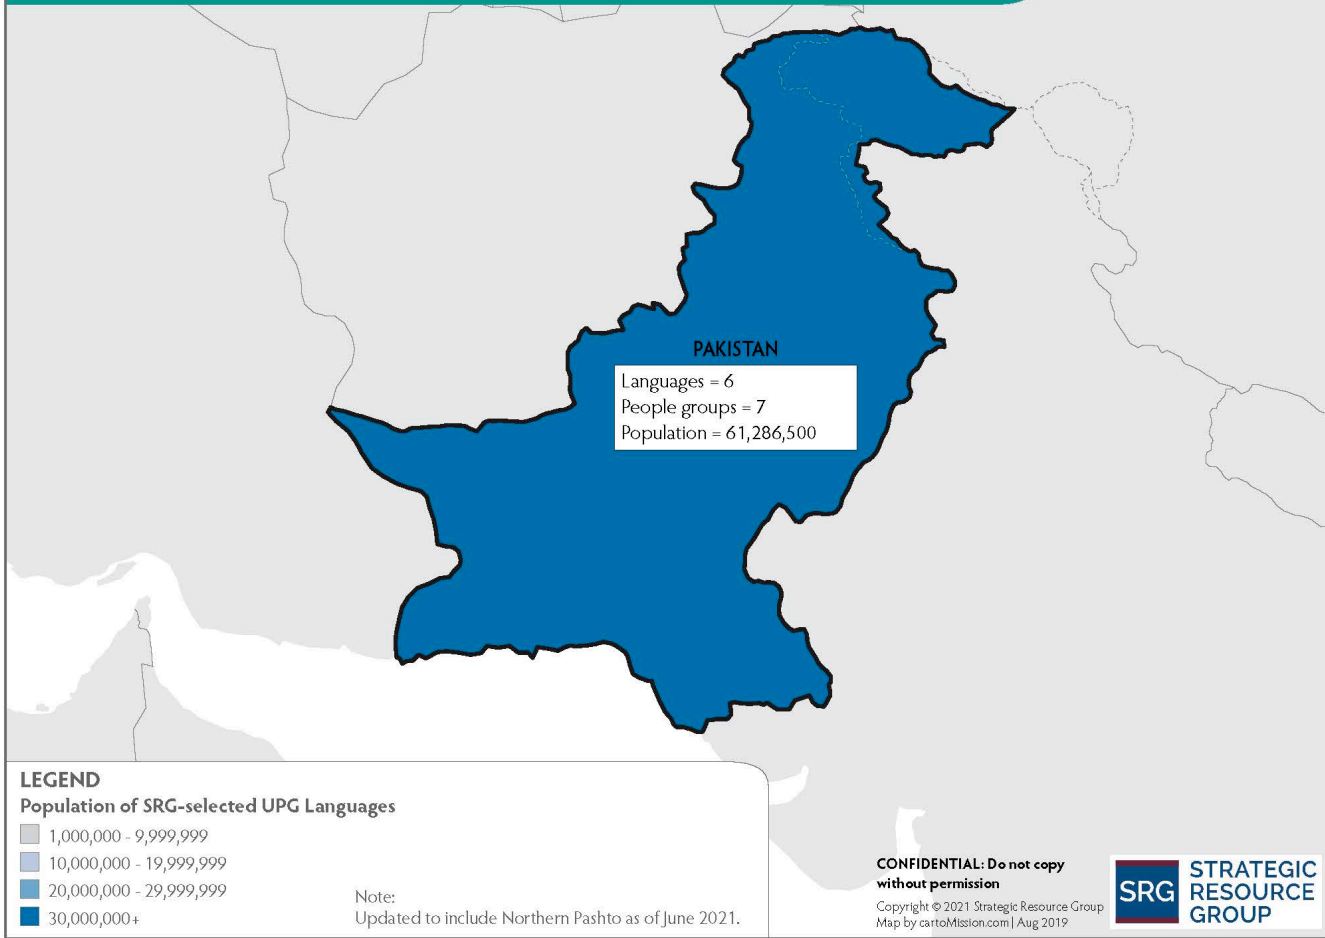 PAKISTAN
Languages = 6
People groups = 7
Population = 61,286,500
LEGEND
Population of SRG-selected UPG Languages
1,000,000 - 9,999,999
10,000,000 - 19,999,999
20,000,000 - 29,999,999
30,000,000+
Note:
Updated to include Northern Pashto as of June 2021.
CONFIDENTIAL: Do not copy
without permission
Copyright © 2021 Strategic Resource Group
Map by cartoMission.com | Aug 2019
SRG
STRATEGIC
RESOURCE
GROUP